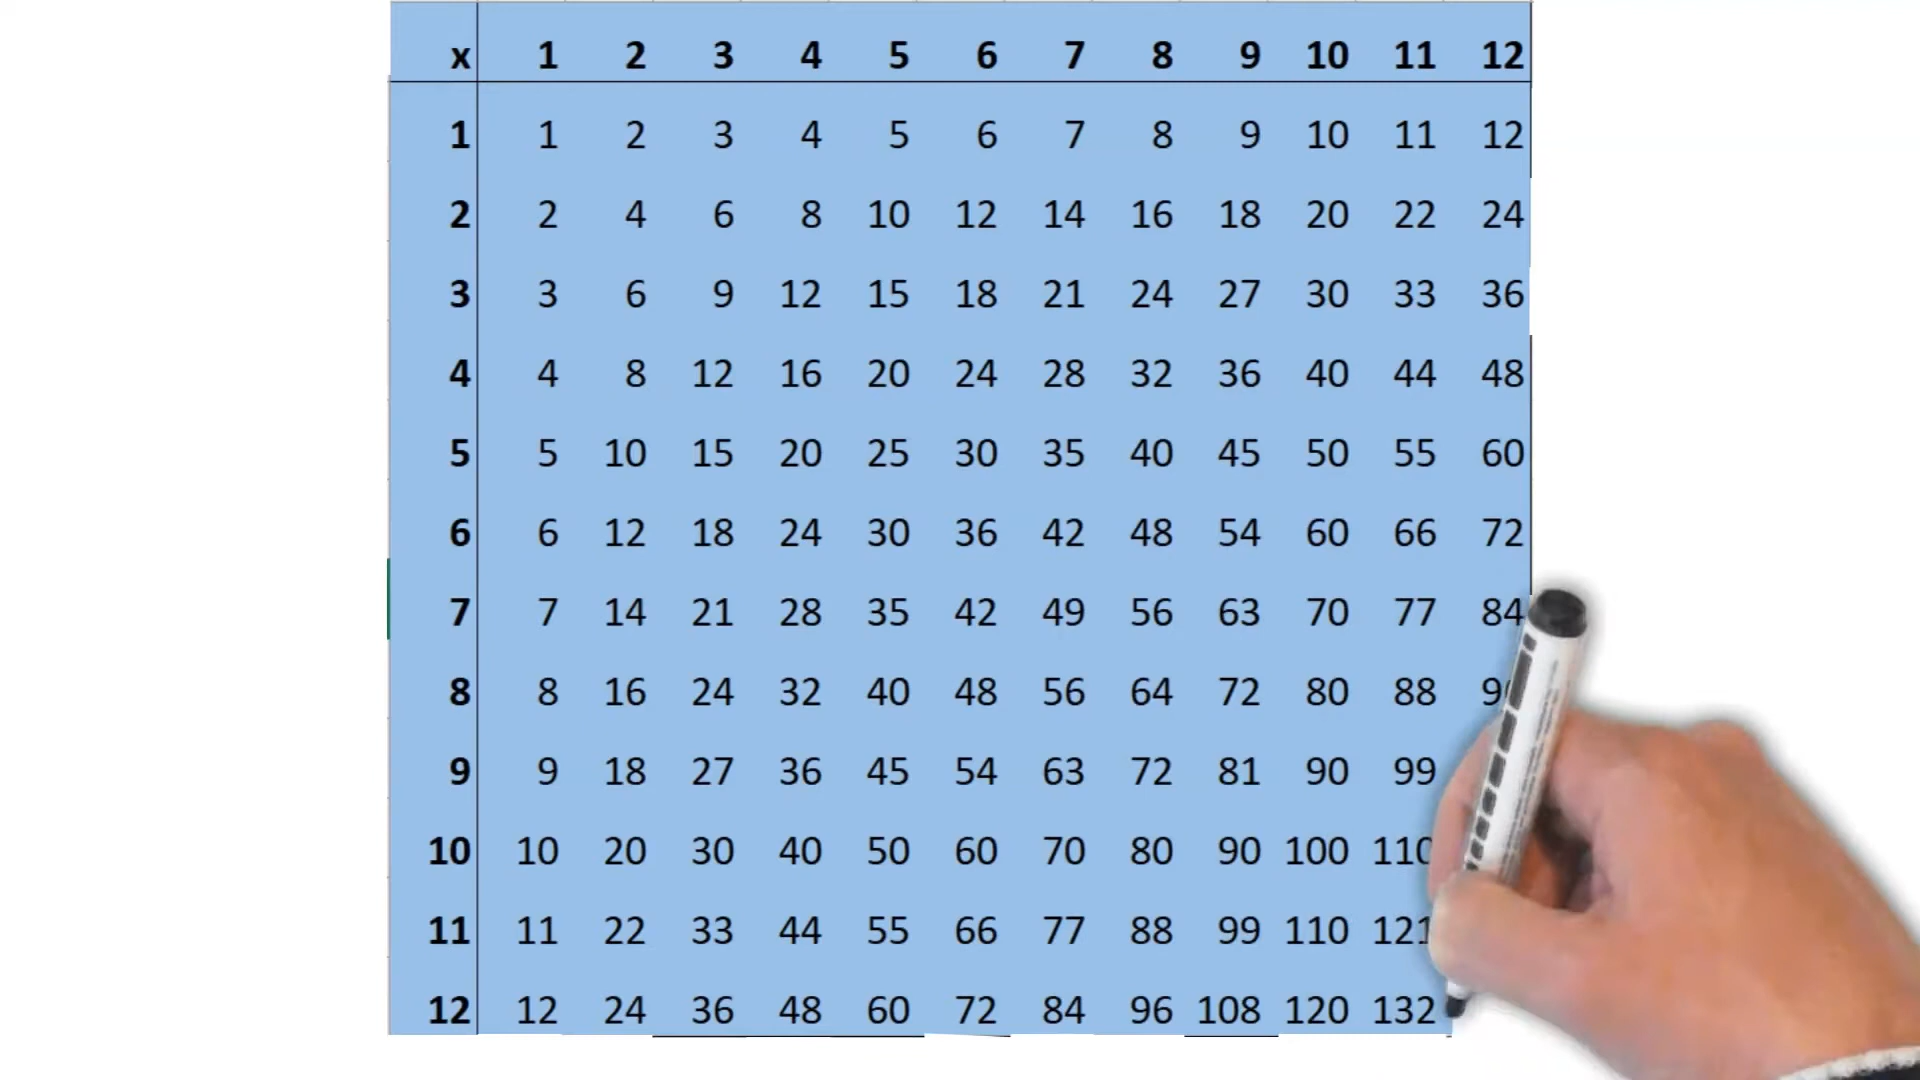 x 1 2 3 4 5 6 7 8 9 10 11 12
1 1 2 3 4 5 6 7 8 9 10 11 12
2 2 4 6 8 10 12 14 16 18 20 22 24
3 3 6 9 12 15 18 21 24 27 30 33 36
4 4 8 12 16 20 24 28 32 36 40 44 48
5 5 10 15 20 25 30 35 40 45 50 55 60
6 6 12 18 24 30 36 42 48 54 60 66 72
7 7 14 21 28 35 42 49 56 63 70 77 84
8 8 16 24 32 40 48 56 64 72 80 88
9 9 18 27 36 45 54 63 72 81 90 99
10 10 20 30 40 50 60 70 80 90 100 110
11 11 22 33 44 55 66 77 88 99 110 121
12 12 24 36 48 60 72 84 96 108 120 132